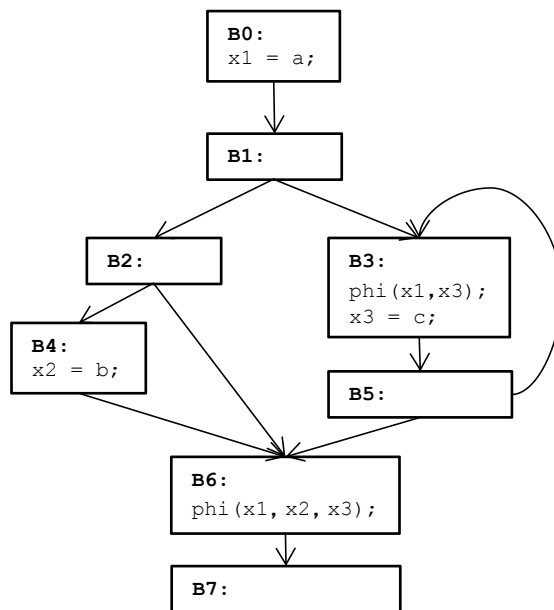 B0:
x1 = a;
B1:
B2:
B3:
phi(x1,x3);
x3 = c;
B4:
x2 = b;
B5:
B6:
phi(x1, x2, x3);
B7: